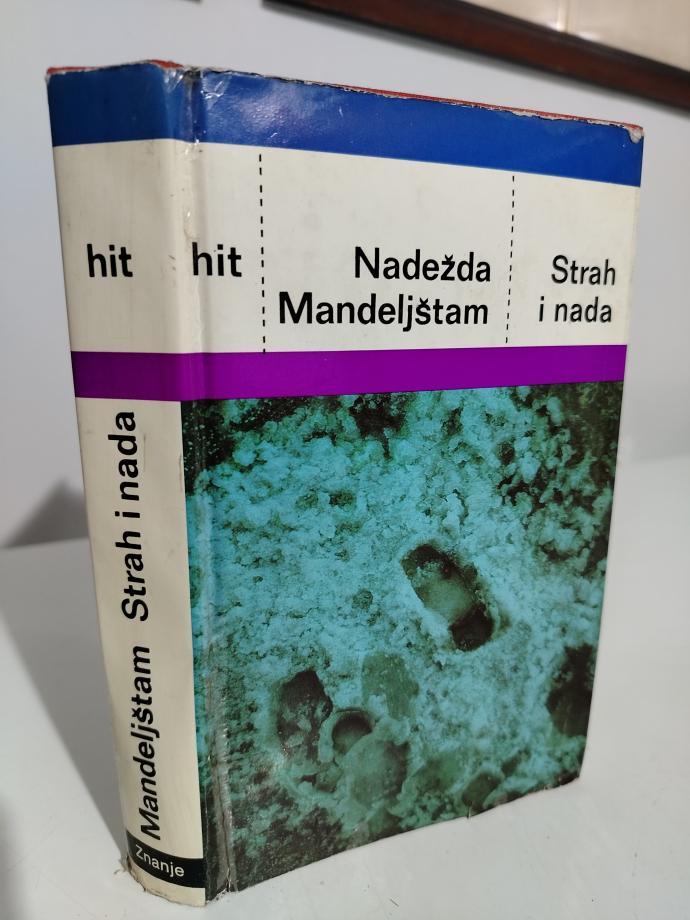 hit
Mandeljštam Strah i nada
Znanje
hit
Nadežda
Mandeljštam
Strah
i nada